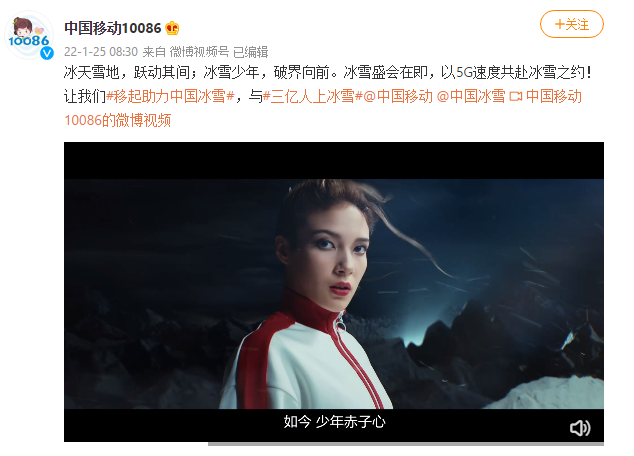 中国移动10086
10086
+关注
22-1-25 08:30 来自 微博视频号 已编辑
冰天雪地，跃动其间；冰雪少年，破界向前。冰雪盛会在即，以5G速度共赴冰雪之约！
让我们#移起助力中国冰雪#，与#三亿人上冰雪#@中国移动 @中国冰雪 中国移动
10086的微博视频
如今 少年赤子心